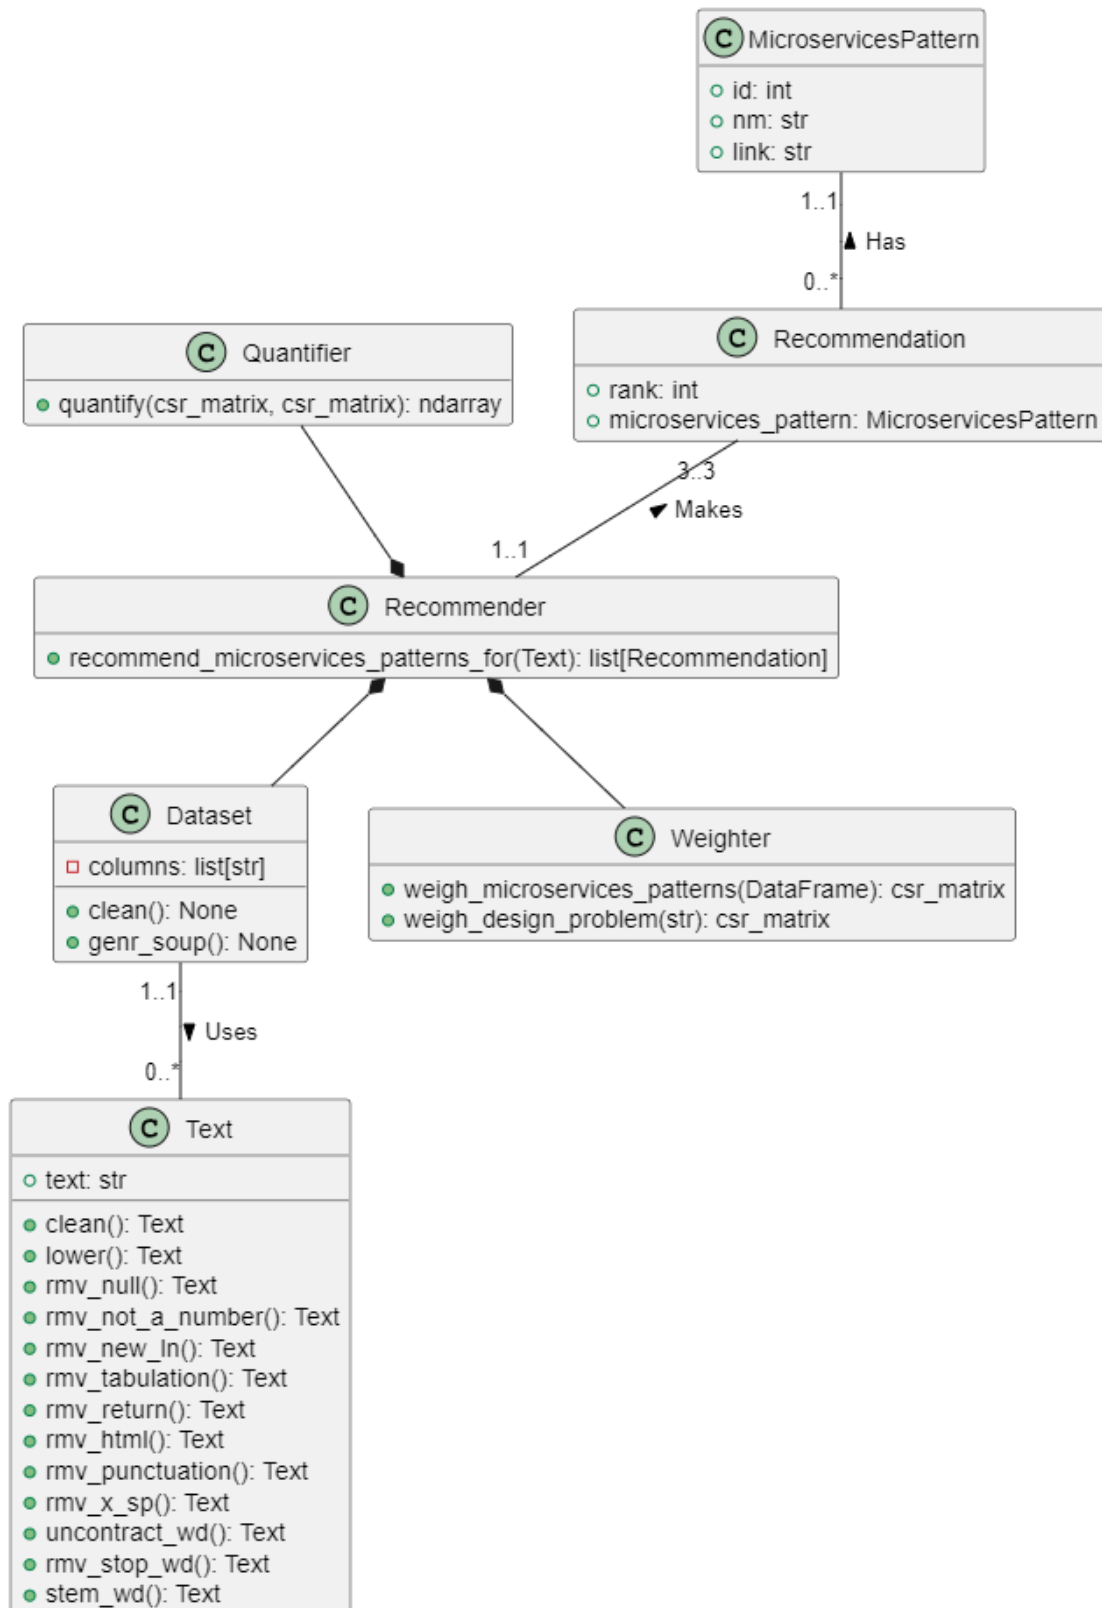 C MicroservicesPattern
id: int
nm: str
link: str
1..1
Has
0..*
C Quantifier
quantify(csr_matrix, csr_matrix): ndarray
C Recommendation
rank: int
microservices_pattern: MicroservicesPattern
3..3
Makes
1..1
C Recommender
recommend_microservices_patterns_for(Text): list[Recommendation]
C Dataset
columns: list[str]
clean(): None
genr_soup(): None
C Weighter
weigh_microservices_patterns(DataFrame): csr_matrix
weigh_design_problem(str): csr_matrix
1..1
Uses
0..*
C Text
text: str
clean(): Text
lower(): Text
rmv_null(): Text
rmv_not_a_number(): Text
rmv_new_ln(): Text
rmv_tabulation(): Text
rmv_return(): Text
rmv_html(): Text
rmv_punctuation(): Text
rmv_x_sp(): Text
uncontract_wd(): Text
rmv_stop_wd(): Text
stem_wd(): Text